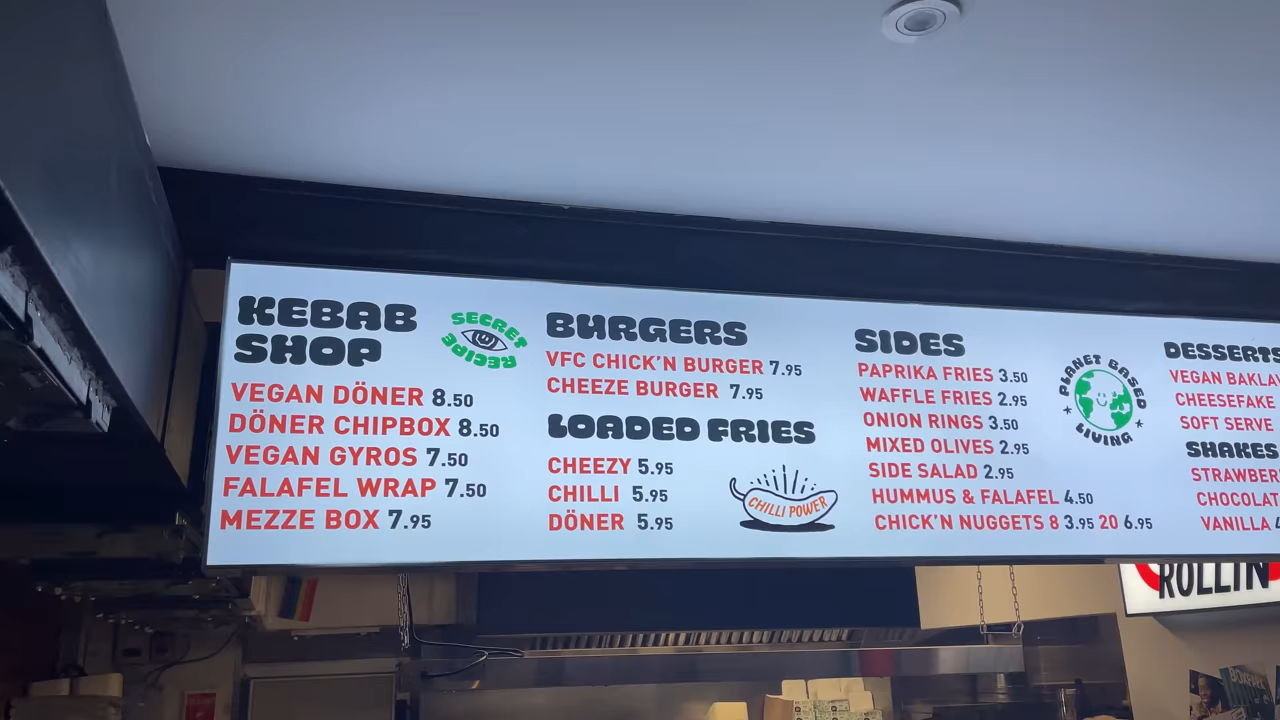 KEBAB
SHOP
SECRET
RECIPE
VEGAN DÖNER 8.50
DÖNER CHIPBOX 8.50
VEGAN GYROS 7.50
FALAFEL WRAP 7.50
MEZZE BOX 7.95
BURGERS
VFC CHICK'N BURGER 7.95
CHEEZE BURGER 7.95
LOADED FRIES
CHEEZY 5.95
CHILLI 5.95
DÖNER 5.95
CHILLI POWER
SIDES
PAPRIKA FRIES 3.50
WAFFLE FRIES 2.95
ONION RINGS 3.50
MIXED OLIVES 2.95
SIDE SALAD 2.95
HUMMUS & FALAFEL 4.50
CHICK'N NUGGETS 8 3.95 20 6.95
PLANET BASED
LIVING
DESSERTS
VEGAN BAKLAV
CHEESEFAKE
SOFT SERVE
SHAKES
STRAWBER
CHOCOLAT
VANILLA
ROLLIN
BOXPARK